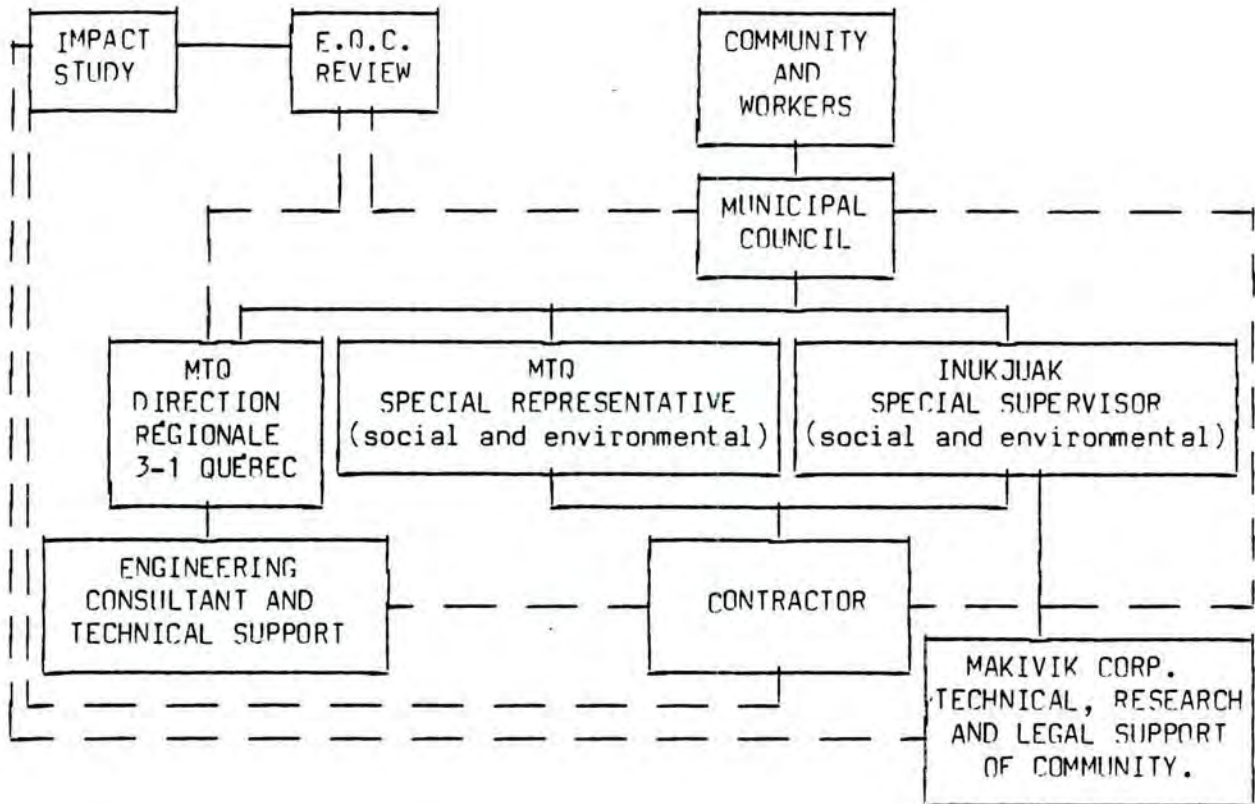 IMPACT
STUDY
E.Q.C.
REVIEW
COMMUNITY
AND
WORKERS
MUNICIPAL
COUNCIL
MTQ
DIRECTION
RÉGIONALE
3-1 QUÉBEC
MTQ
SPECIAL REPRESENTATIVE
(social and environmental)
INUKJUAK
SPECIAL SUPERVISOR
(social and environmental)
ENGINEERING
CONSULTANT AND
TECHNICAL SUPPORT
CONTRACTOR
MAKIVIK CORP.
TECHNICAL, RESEARCH
AND LEGAL SUPPORT
OF COMMUNITY.